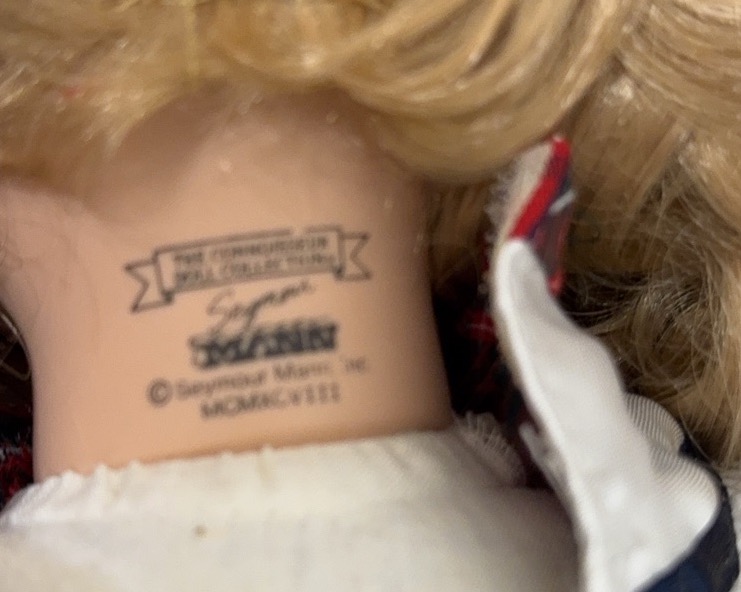 THE CONNOISSEUR
DOLL COLLECTION
Seymour
MANN
© Seymour Mann, Inc.
MCMXCVIII